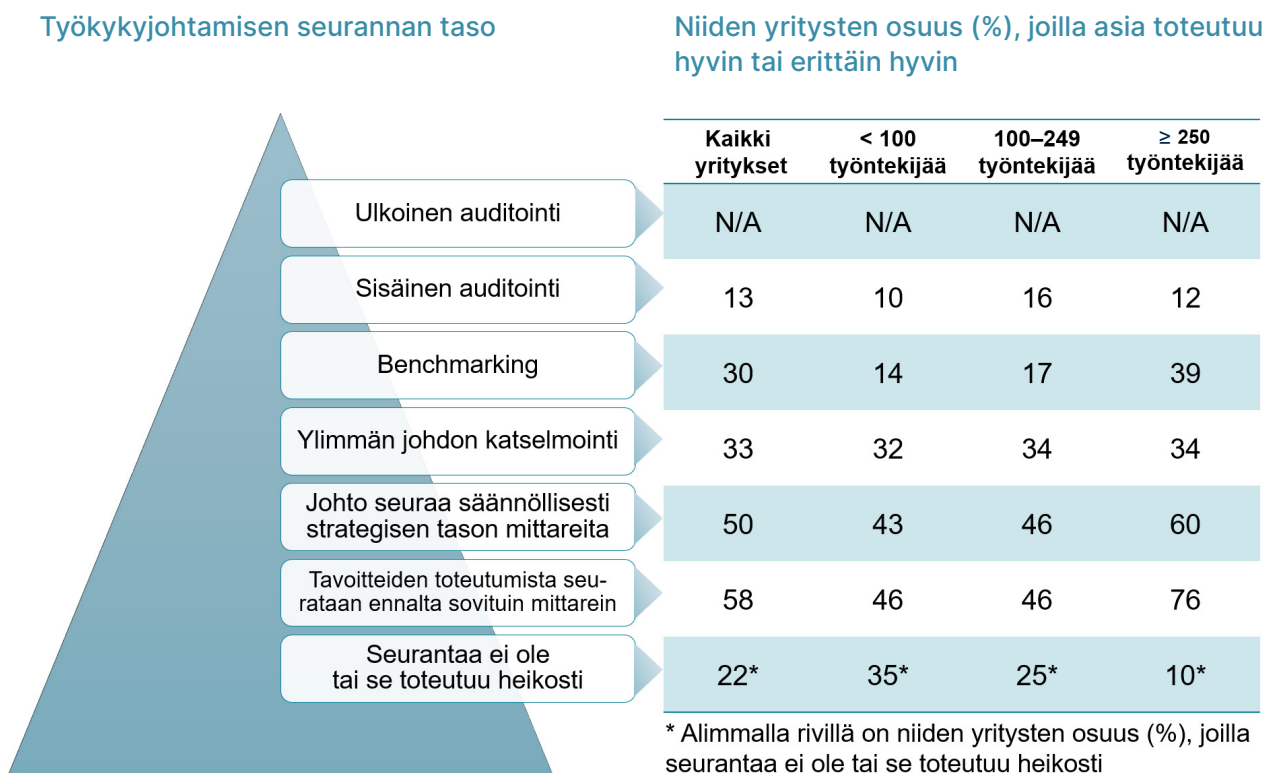 Työkykyjohtamisen seurannan taso
Niiden yritysten osuus (%), joilla asia toteutuu
hyvin tai erittäin hyvin
Kaikki yritykset
< 100 työntekijää
100–249 työntekijää
≥ 250 työntekijää
Ulkoinen auditointi
N/A N/A N/A N/A
Sisäinen auditointi
13 10 16 12
Benchmarking
30 14 17 39
Ylimmän johdon katselmointi
33 32 34 34
Johto seuraa säännöllisesti
strategisen tason mittareita
50 43 46 60
Tavoitteiden toteutumista seu-
rataan ennalta sovituin mittarein
58 46 46 76
Seurantaa ei ole
tai se toteutuu heikosti
22* 35* 25* 10*
* Alimmalla rivillä on niiden yritysten osuus (%), joilla
seurantaa ei ole tai se toteutuu heikosti